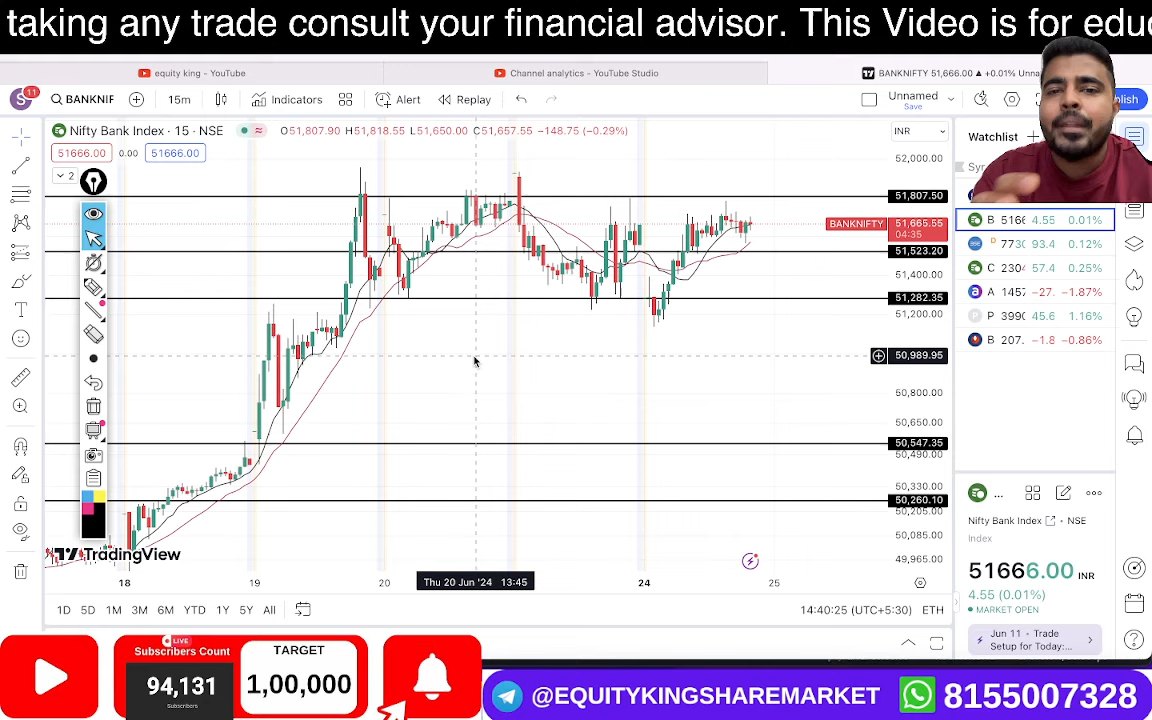 taking any trade consult your financial advisor. This Video is for educ
equity king - YouTube
Channel analytics - YouTube Studio
BANKNIFTY 51,666.00 ▲ +0.01% Unna
S 11
BANKNIF
15m
Indicators
Alert
Replay
Unnamed
Save
lish
Nifty Bank Index · 15 · NSE
O51,807.90 H51,818.55 L51,650.00 C51,657.55 −148.75 (−0.29%)
INR
51666.00 0.00 51666.00
2
52,000.00
51,807.50
BANKNIFTY 51,665.55
04:35
51,523.20
51,400.00
51,282.35
51,200.00
50,989.95
50,800.00
50,650.00
50,547.35
50,490.00
50,330.00
50,260.10
50,205.00
50,085.00
49,965.00
TradingView
18 19 20 Thu 20 Jun '24 13:45 24 25
1D 5D 1M 3M 6M YTD 1Y 5Y All
14:40:25 (UTC+5:30) ETH
Watchlist
Syr
B 5166 4.55 0.01%
D 773( 93.4 0.12%
C 2304 57.4 0.25%
A 1457 −27. −1.87%
P 399( 45.6 1.16%
B 207. −1.8 −0.86%
...
Nifty Bank Index · NSE
Index
51666.00 INR
4.55 (0.01%)
MARKET OPEN
Jun 11 · Trade
Setup for Today:...
LIVE
Subscribers Count
94,131
Subscribers
TARGET
1,00,000
@EQUITYKINGSHAREMARKET
8155007328